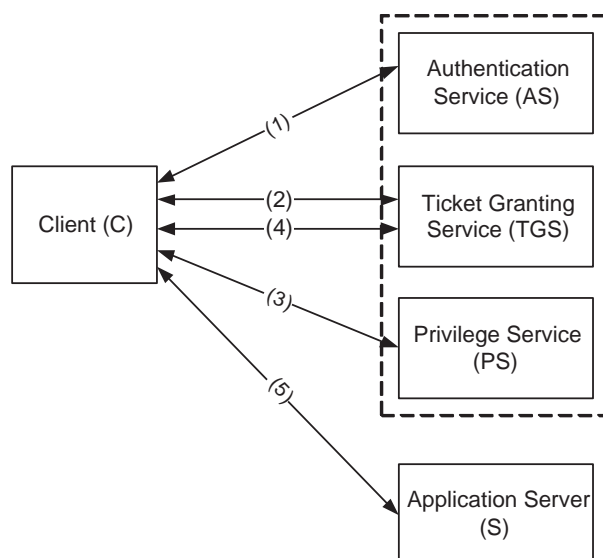 Authentication
Service (AS)
(1)
Client (C)
(2)
(4)
Ticket Granting
Service (TGS)
(3)
Privilege Service
(PS)
(5)
Application Server
(S)